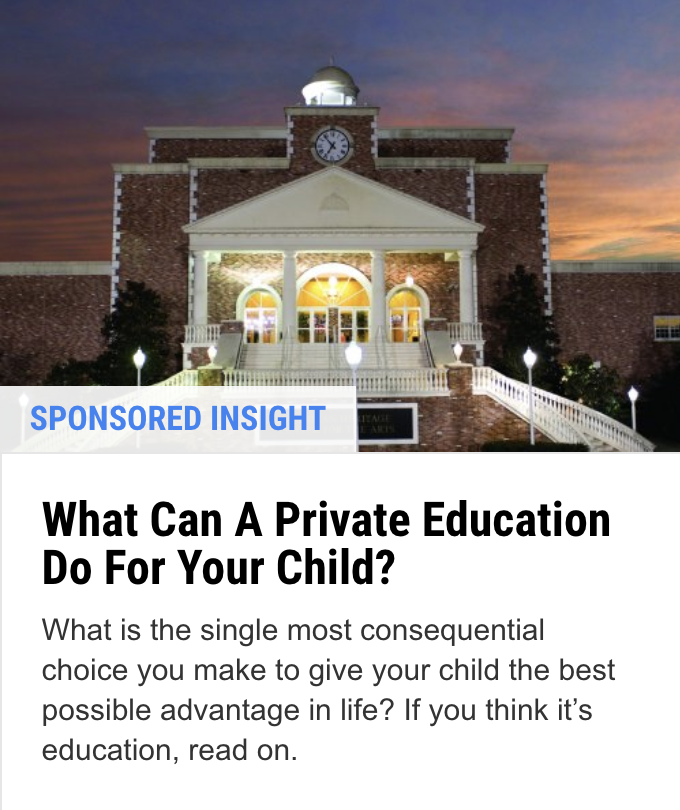 SPONSORED INSIGHT
What Can A Private Education
Do For Your Child?
What is the single most consequential
choice you make to give your child the best
possible advantage in life? If you think it’s
education, read on.